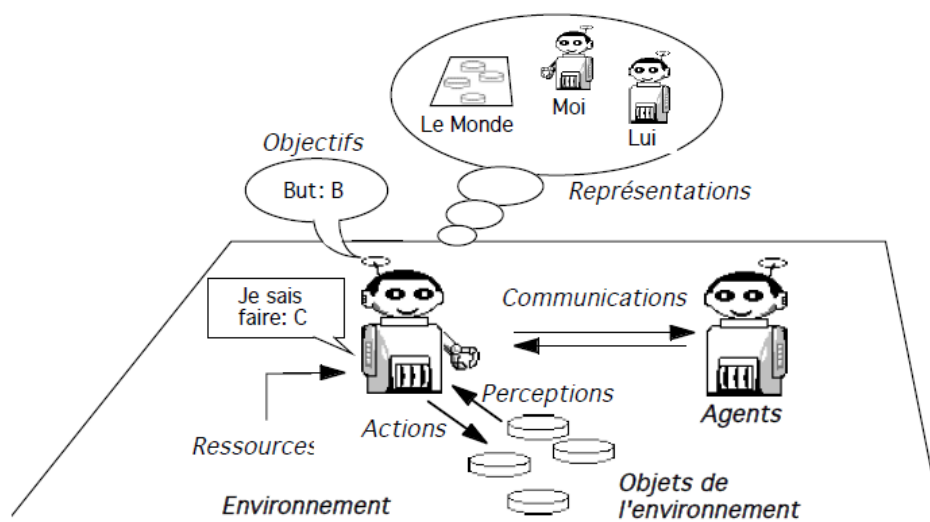 Le Monde
Moi
Lui
Objectifs
But: B
Représentations
Je sais
faire: C
Communications
Perceptions
Agents
Actions
Ressources
Environnement
Objets de
l'environnement